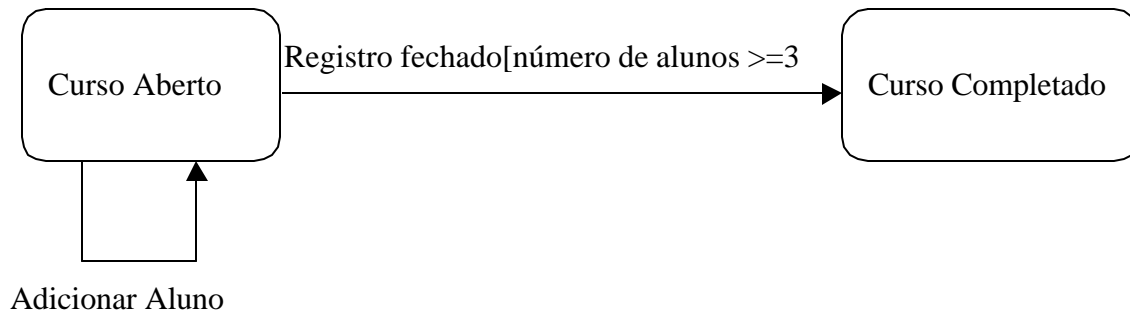 Registro fechado[número de alunos >=3
Curso Aberto
Curso Completado
Adicionar Aluno